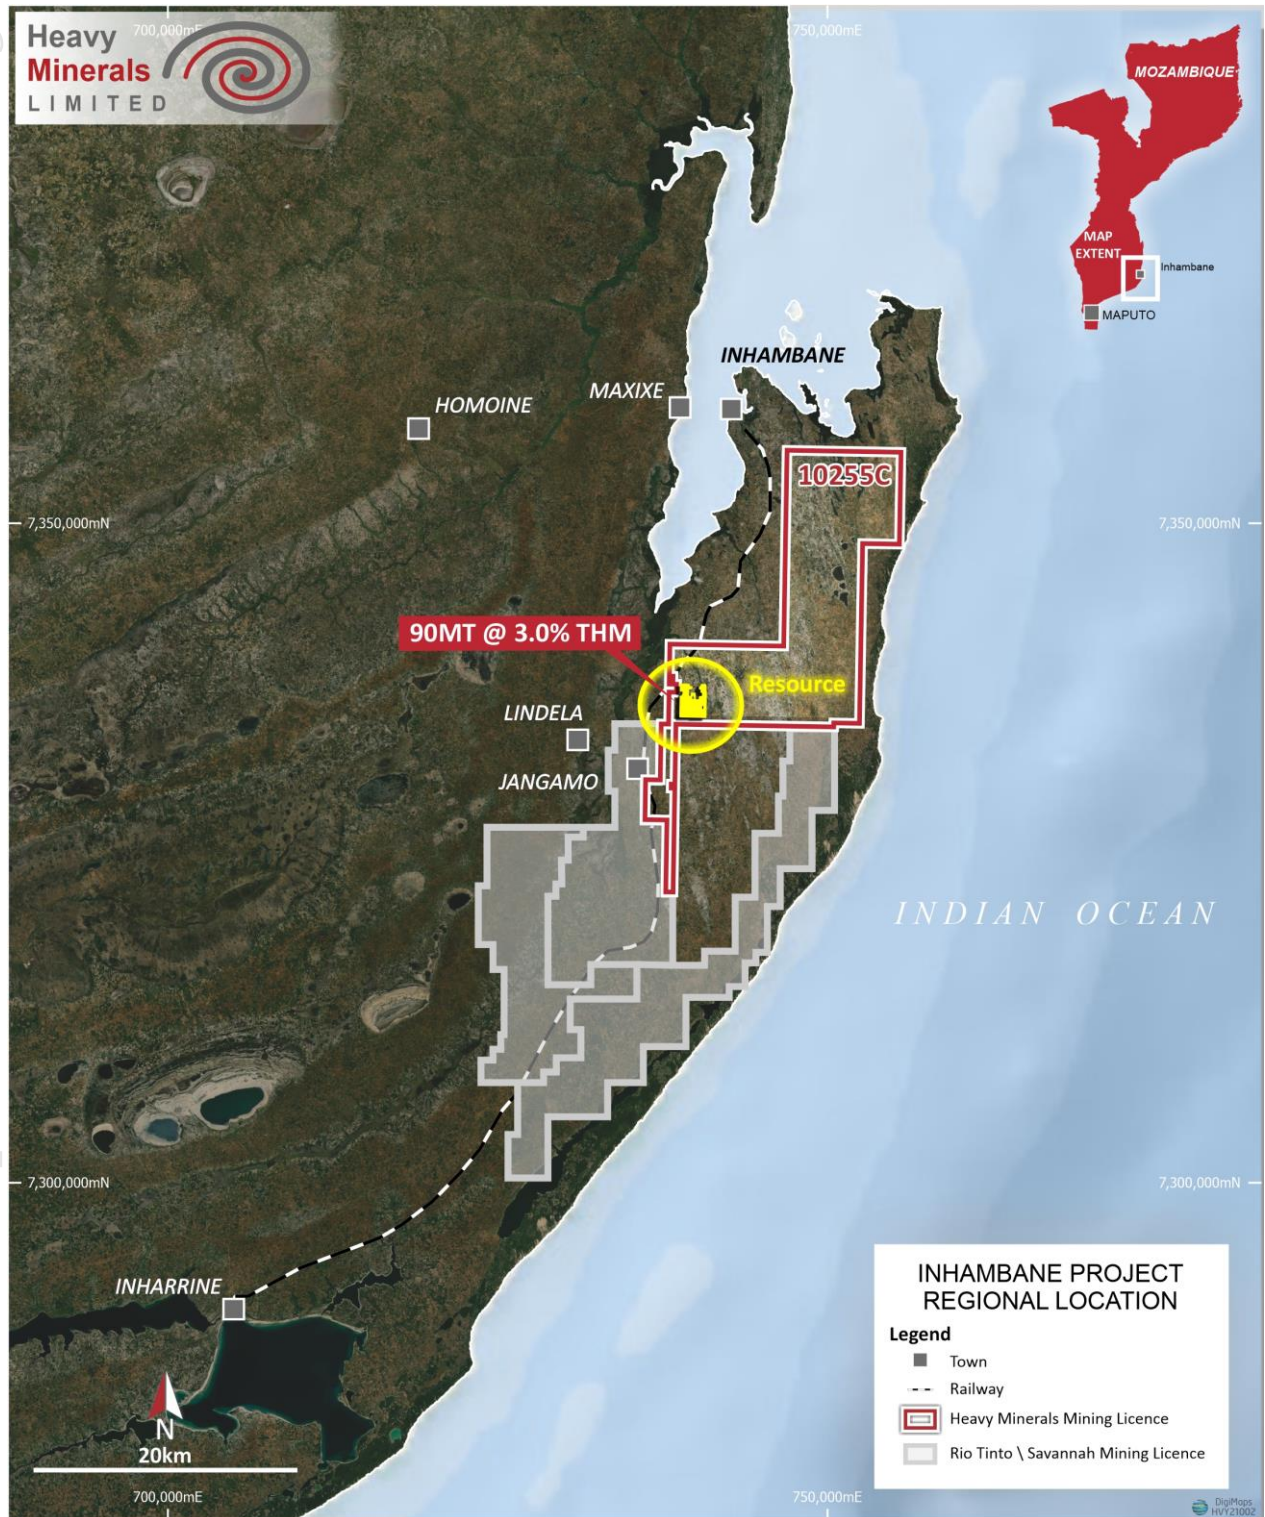 Heavy
Minerals
LIMITED
700,000mE
750,000mE
MOZAMBIQUE
MAP
EXTENT
Inhambane
MAPUTO
INHAMBANE
MAXIXE
HOMOINE
10255C
7,350,000mN
7,350,000mN
90MT @ 3.0% THM
Resource
LINDELA
JANGAMO
INDIAN OCEAN
7,300,000mN
7,300,000mN
INHARRINE
N
20km
INHAMBANE PROJECT
REGIONAL LOCATION
Legend
Town
Railway
Heavy Minerals Mining Licence
Rio Tinto \ Savannah Mining Licence
700,000mE
750,000mE
DigiMaps
HVY21002